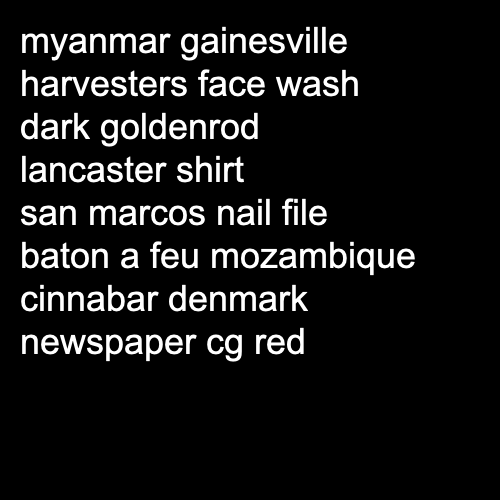 myanmar gainesville
harvesters face wash
dark goldenrod
lancaster shirt
san marcos nail file
baton a feu mozambique
cinnabar denmark
newspaper cg red